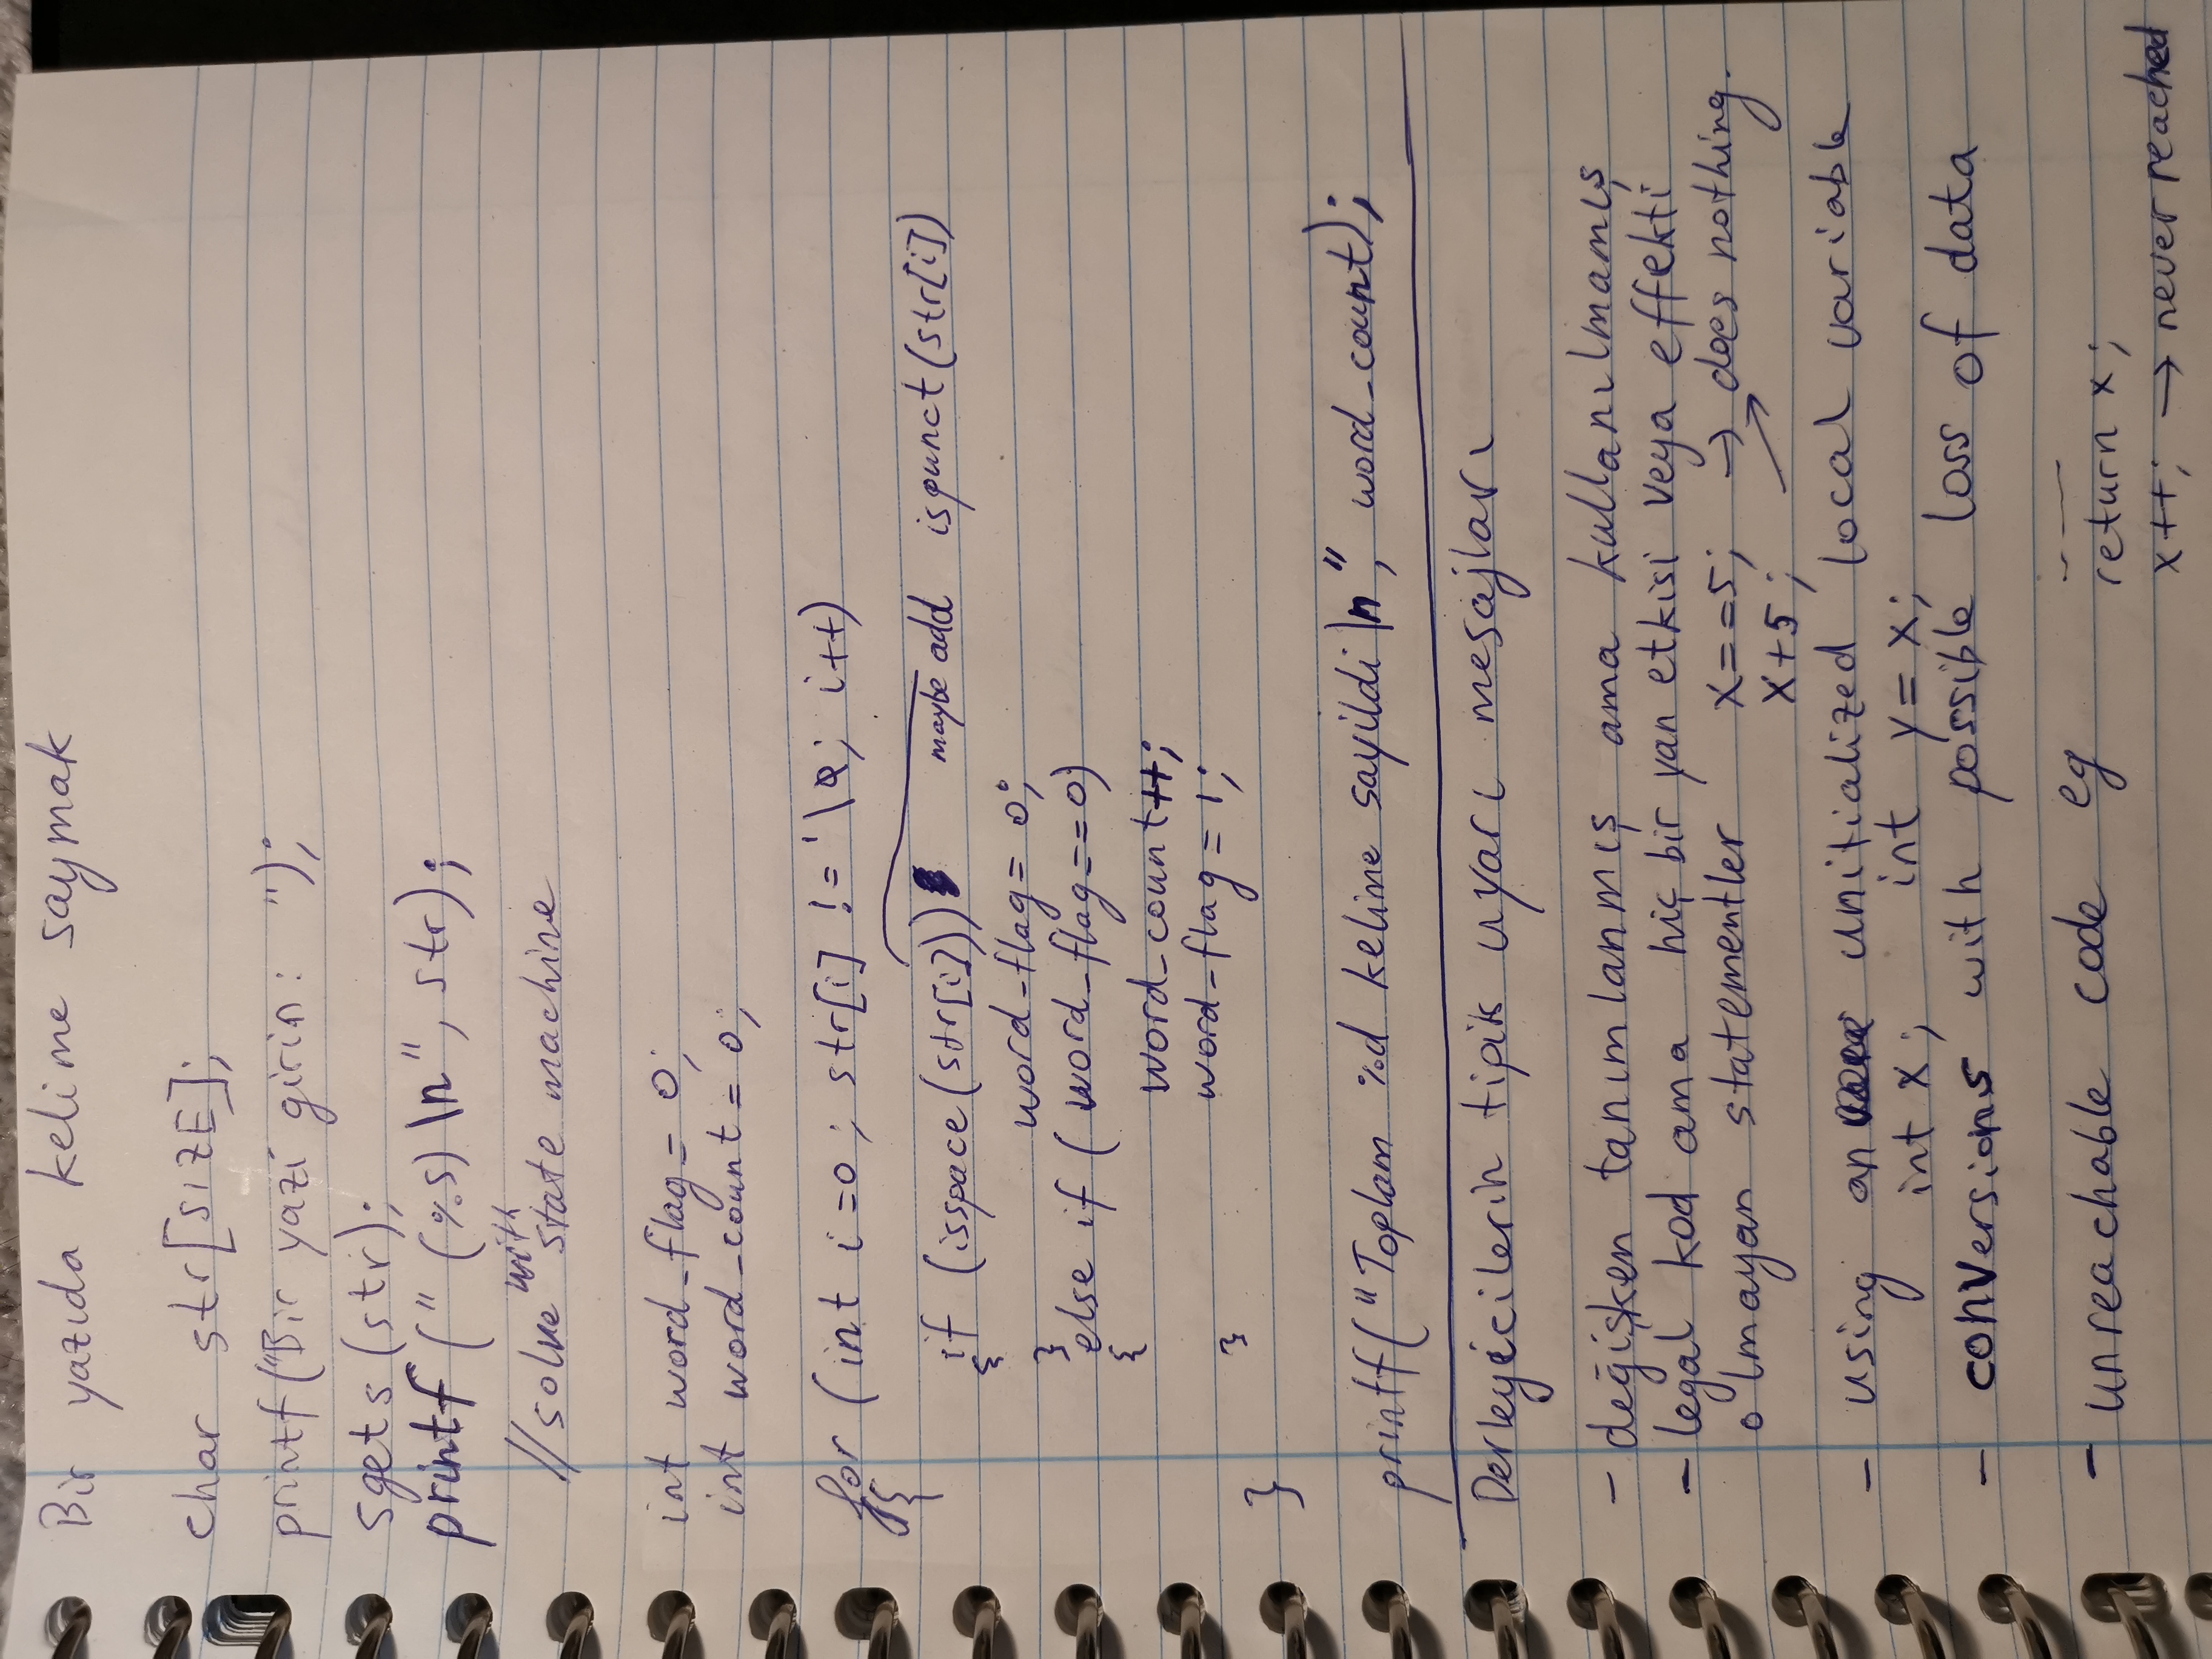 Bir yazıda kelime saymak
char str[SIZE];
printf("Bir yazi girin: ");
sgets(str);
printf(" (%s)\n", str);
//solve with state machine
int word_flag = 0;
int word_count = 0;
for (int i=0; str[i] != '\0; i++)
{
if (isspace(str[i])) maybe add ispunct(str[i])
{
word_flag = 0;
}
else if ( word_flag==0)
{
word_count++;
word_flag = 1;
}
}
printf("Toplam %d kelime sayildi\n", word_count);
Derleyicilerin tipik uyarı mesajları
- değişken tanımlanmış ama kullanılmamış
- legal kod ama hiç bir yan etkisi veya effekti
olmayan statementler x==5; → does nothing.
x+5;
- using an unitialized local variable
int x; int y = x;
- conversions with possible loss of data
- unreachable code eg
return x;
x++; → never reached